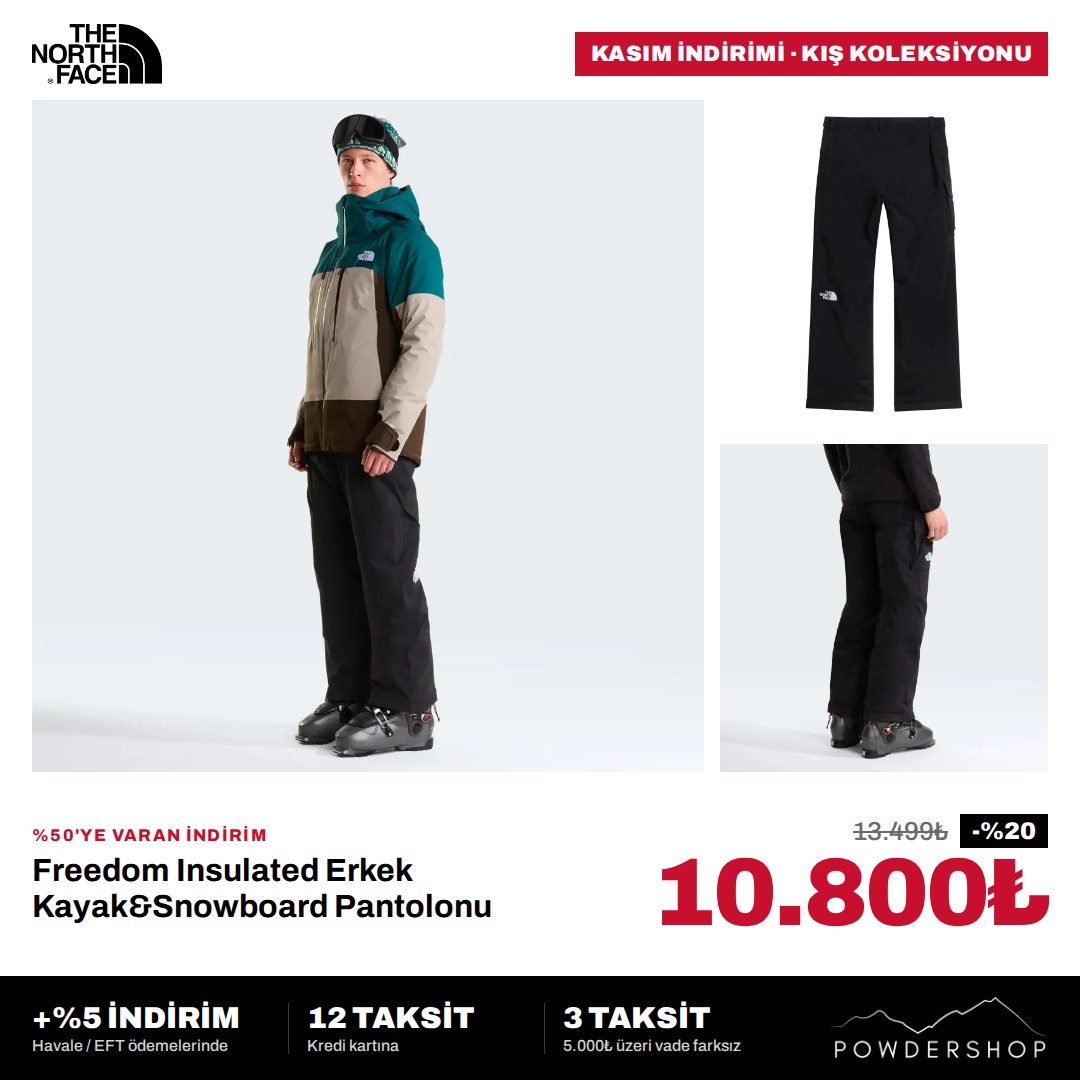 THE
NORTH
FACE
KASIM İNDİRİMİ · KIŞ KOLEKSİYONU
%50'YE VARAN İNDİRİM
Freedom Insulated Erkek
Kayak&Snowboard Pantolonu
13.499₺ -%20
10.800₺
+%5 İNDİRİM
Havale / EFT ödemelerinde
12 TAKSİT
Kredi kartına
3 TAKSİT
5.000₺ üzeri vade farksız
POWDERSHOP